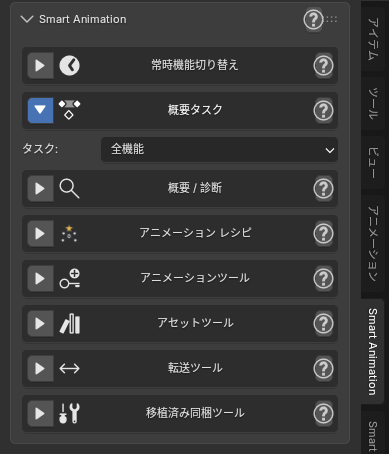 Smart Animation
常時機能切り替え
概要タスク
タスク: 全機能
概要 / 診断
アニメーション レシピ
アニメーションツール
アセットツール
転送ツール
移植済み同梱ツール
アイテム
ツール
ビュー
アニメーション
Smart Animation
Smart